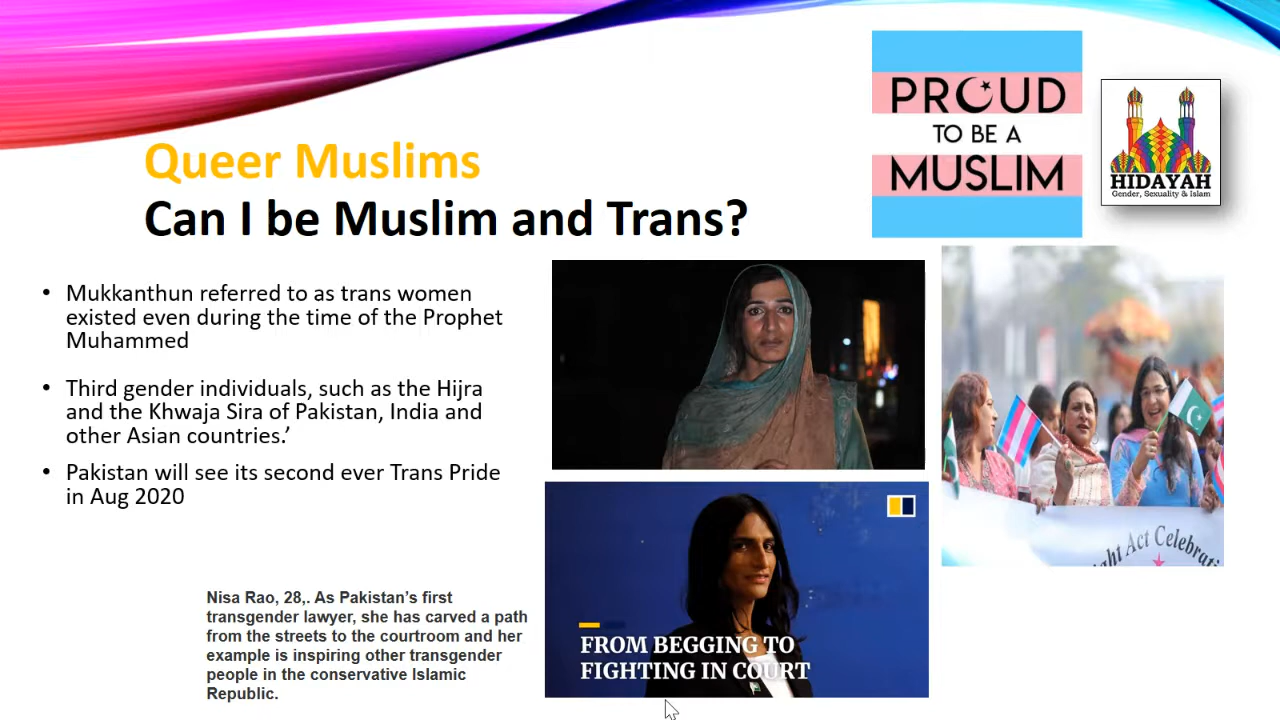 PROUD
TO BE A
MUSLIM
HIDAYAH
Gender, Sexuality & Islam
Queer Muslims
Can I be Muslim and Trans?
• Mukkanthun referred to as trans women
existed even during the time of the Prophet
Muhammed
• Third gender individuals, such as the Hijra
and the Khwaja Sira of Pakistan, India and
other Asian countries.’
• Pakistan will see its second ever Trans Pride
in Aug 2020
ght Act Celebrati
Nisa Rao, 28,. As Pakistan’s first
transgender lawyer, she has carved a path
from the streets to the courtroom and her
example is inspiring other transgender
people in the conservative Islamic
Republic.
FROM BEGGING TO
FIGHTING IN COURT